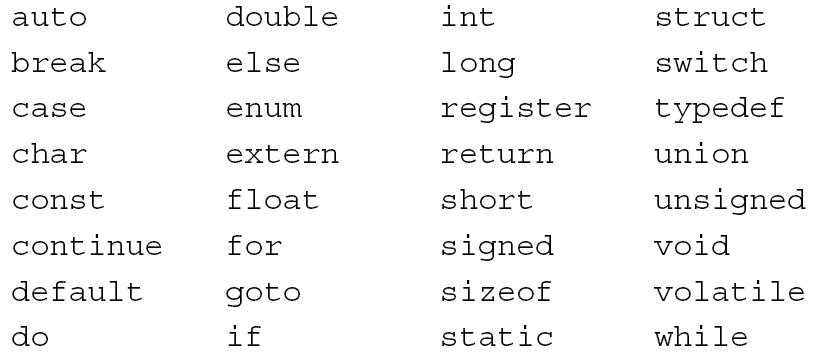 auto double int struct
break else long switch
case enum register typedef
char extern return union
const float short unsigned
continue for signed void
default goto sizeof volatile
do if static while